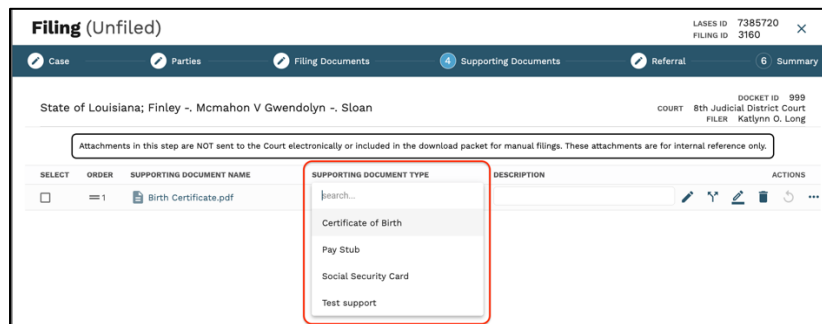 Filing (Unfiled)
LASES ID 7385720
FILING ID 3160
Case
Parties
Filing Documents
4 Supporting Documents
Referral
6 Summary
State of Louisiana; Finley -. Mcmahon V Gwendolyn -. Sloan
DOCKET ID 999
COURT 8th Judicial District Court
FILER Katlynn O. Long
Attachments in this step are NOT sent to the Court electronically or included in the download packet for manual filings. These attachments are for internal reference only.
SELECT ORDER SUPPORTING DOCUMENT NAME SUPPORTING DOCUMENT TYPE DESCRIPTION ACTIONS
1 Birth Certificate.pdf search...
Certificate of Birth
Pay Stub
Social Security Card
Test support